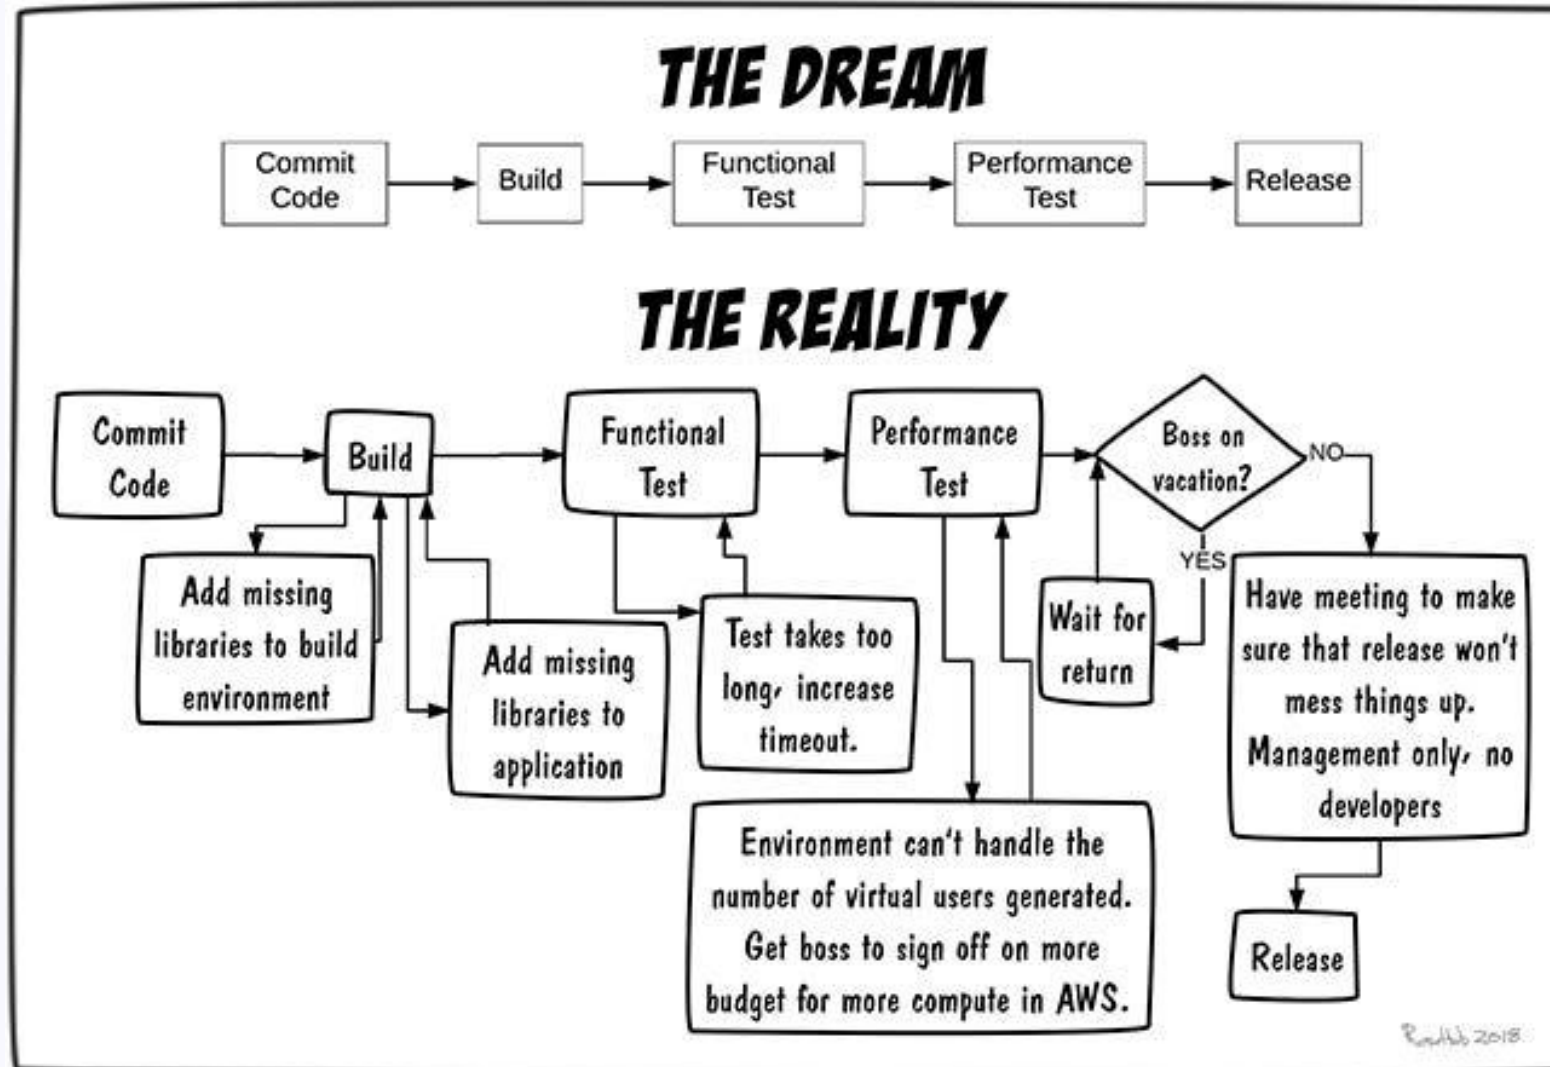 THE DREAM
Commit
Code
Build
Functional
Test
Performance
Test
Release
THE REALITY
Commit
Code
Build
Functional
Test
Performance
Test
Boss on
vacation?
NO
YES
Add missing
libraries to build
environment
Add missing
libraries to
application
Test takes too
long, increase
timeout.
Wait for
return
Have meeting to make
sure that release won't
mess things up.
Management only, no
developers
Environment can't handle the
number of virtual users generated.
Get boss to sign off on more
budget for more compute in AWS.
Release
2018